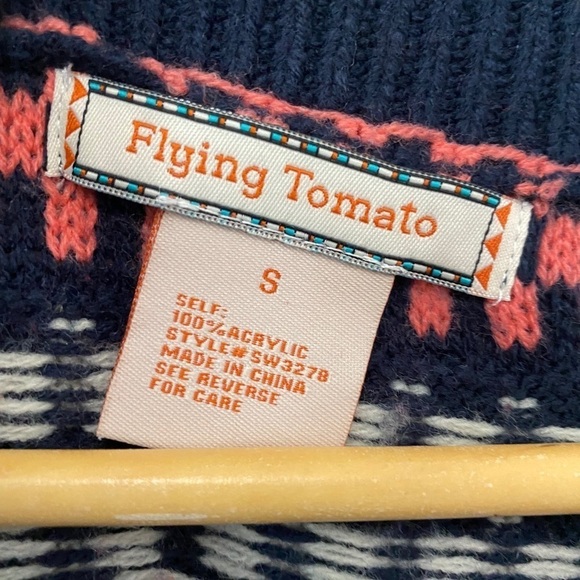 Flying Tomato
S
SELF:
100% ACRYLIC
STYLE# SW3278
MADE IN CHINA
SEE REVERSE
FOR CARE